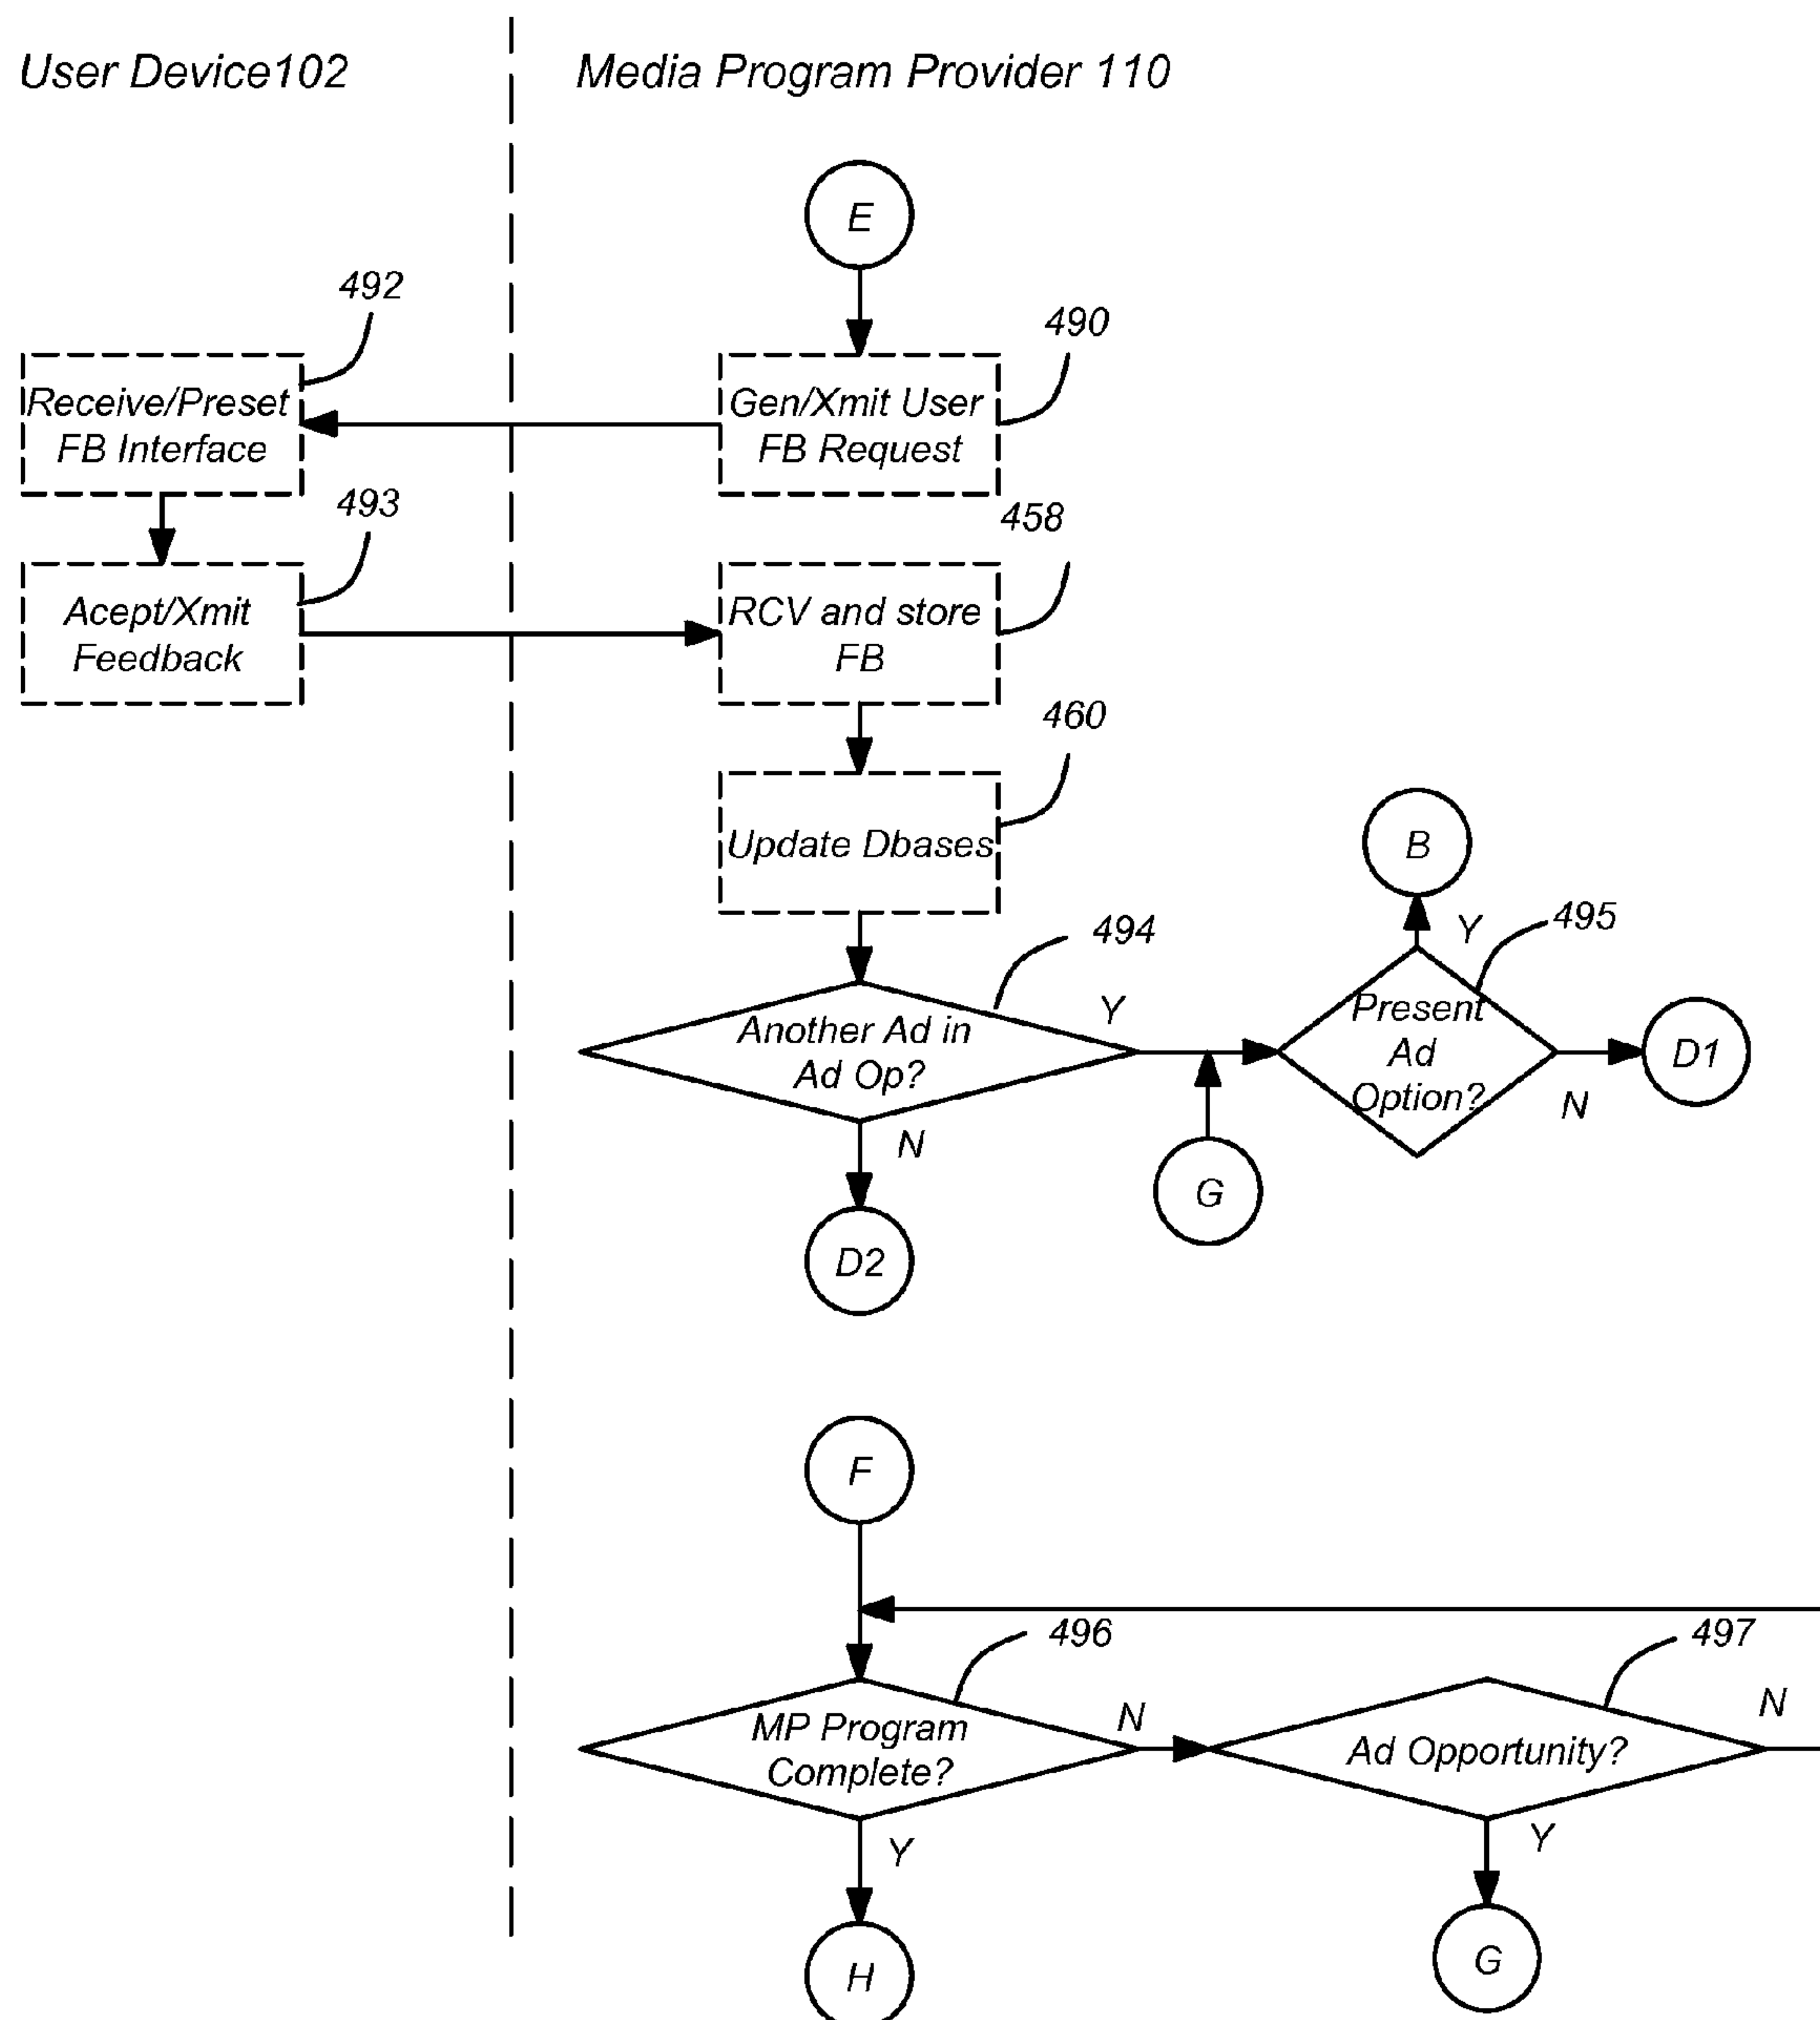 User Device102
Media Program Provider 110
E
492
490
Receive/Preset
FB Interface
Gen/Xmit User
FB Request
493
458
Acept/Xmit
Feedback
RCV and store
FB
460
Update Dbases
B
494
Y
495
Another Ad in
Ad Op?
Y
Present
Ad
Option?
D1
N
N
G
D2
F
496
497
MP Program
Complete?
N
Ad Opportunity?
N
Y
Y
H
G